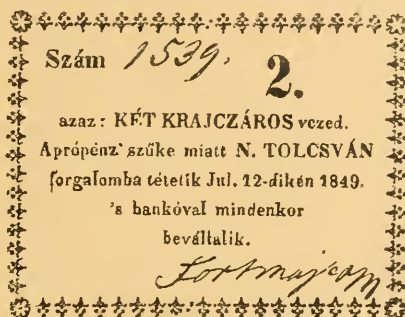 Szám 1539.
2.
azaz: KÉT KRAJCZÁROS vezed.
Aprópénz' szűke miatt N. TOLCSVÁN
forgalomba tétetik Jul. 12-dikén 1849.
's bankóval mindenkor
beváltalik.